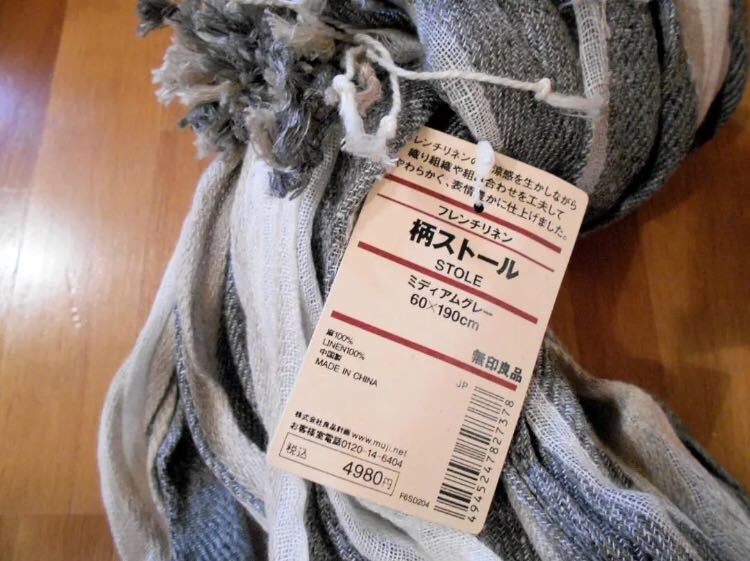 レンチリネンの 涼感を生かしながら
織り組織や組み合わせを工夫して
やわらかく、表情豊かに仕上げました。
フレンチリネン
柄ストール
STOLE
ミディアムグレー
60×190cm
麻100%
LINEN100%
中国製
MADE IN CHINA
無印良品
JP
株式会社良品計画 www.muji.net
お客様室電話0120-14-6404
税込 4980円
F6SD204
4945247827378